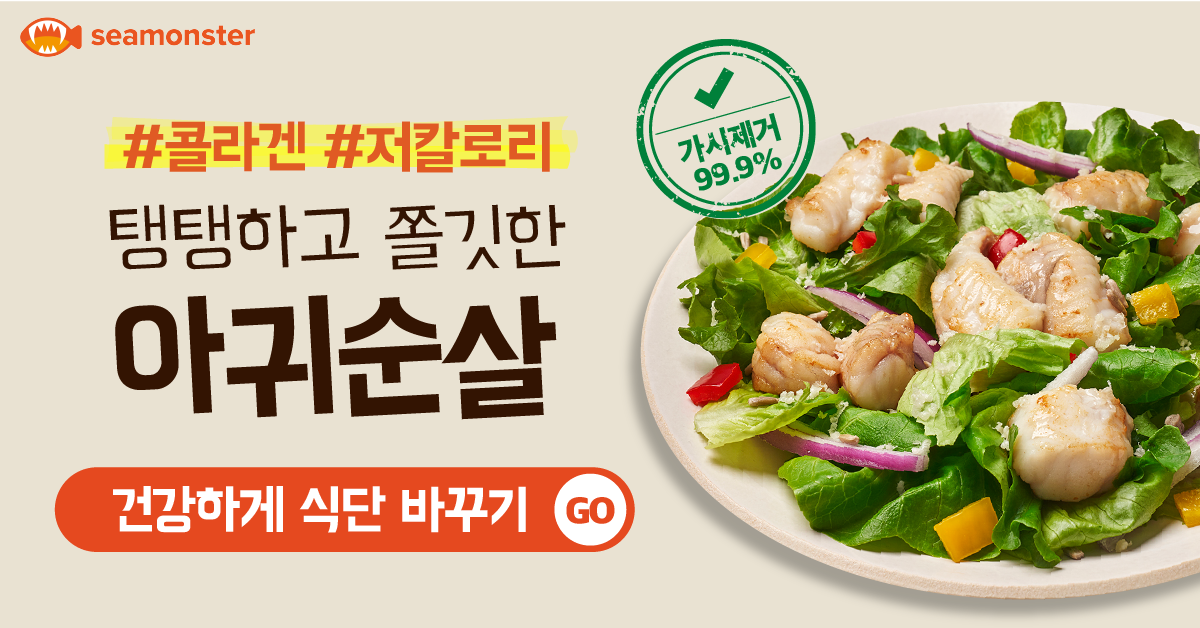 seamonster
#콜라겐 #저칼로리
탱탱하고 쫄깃한
아귀순살
건강하게 식단 바꾸기 GO
가시제거
99.9%